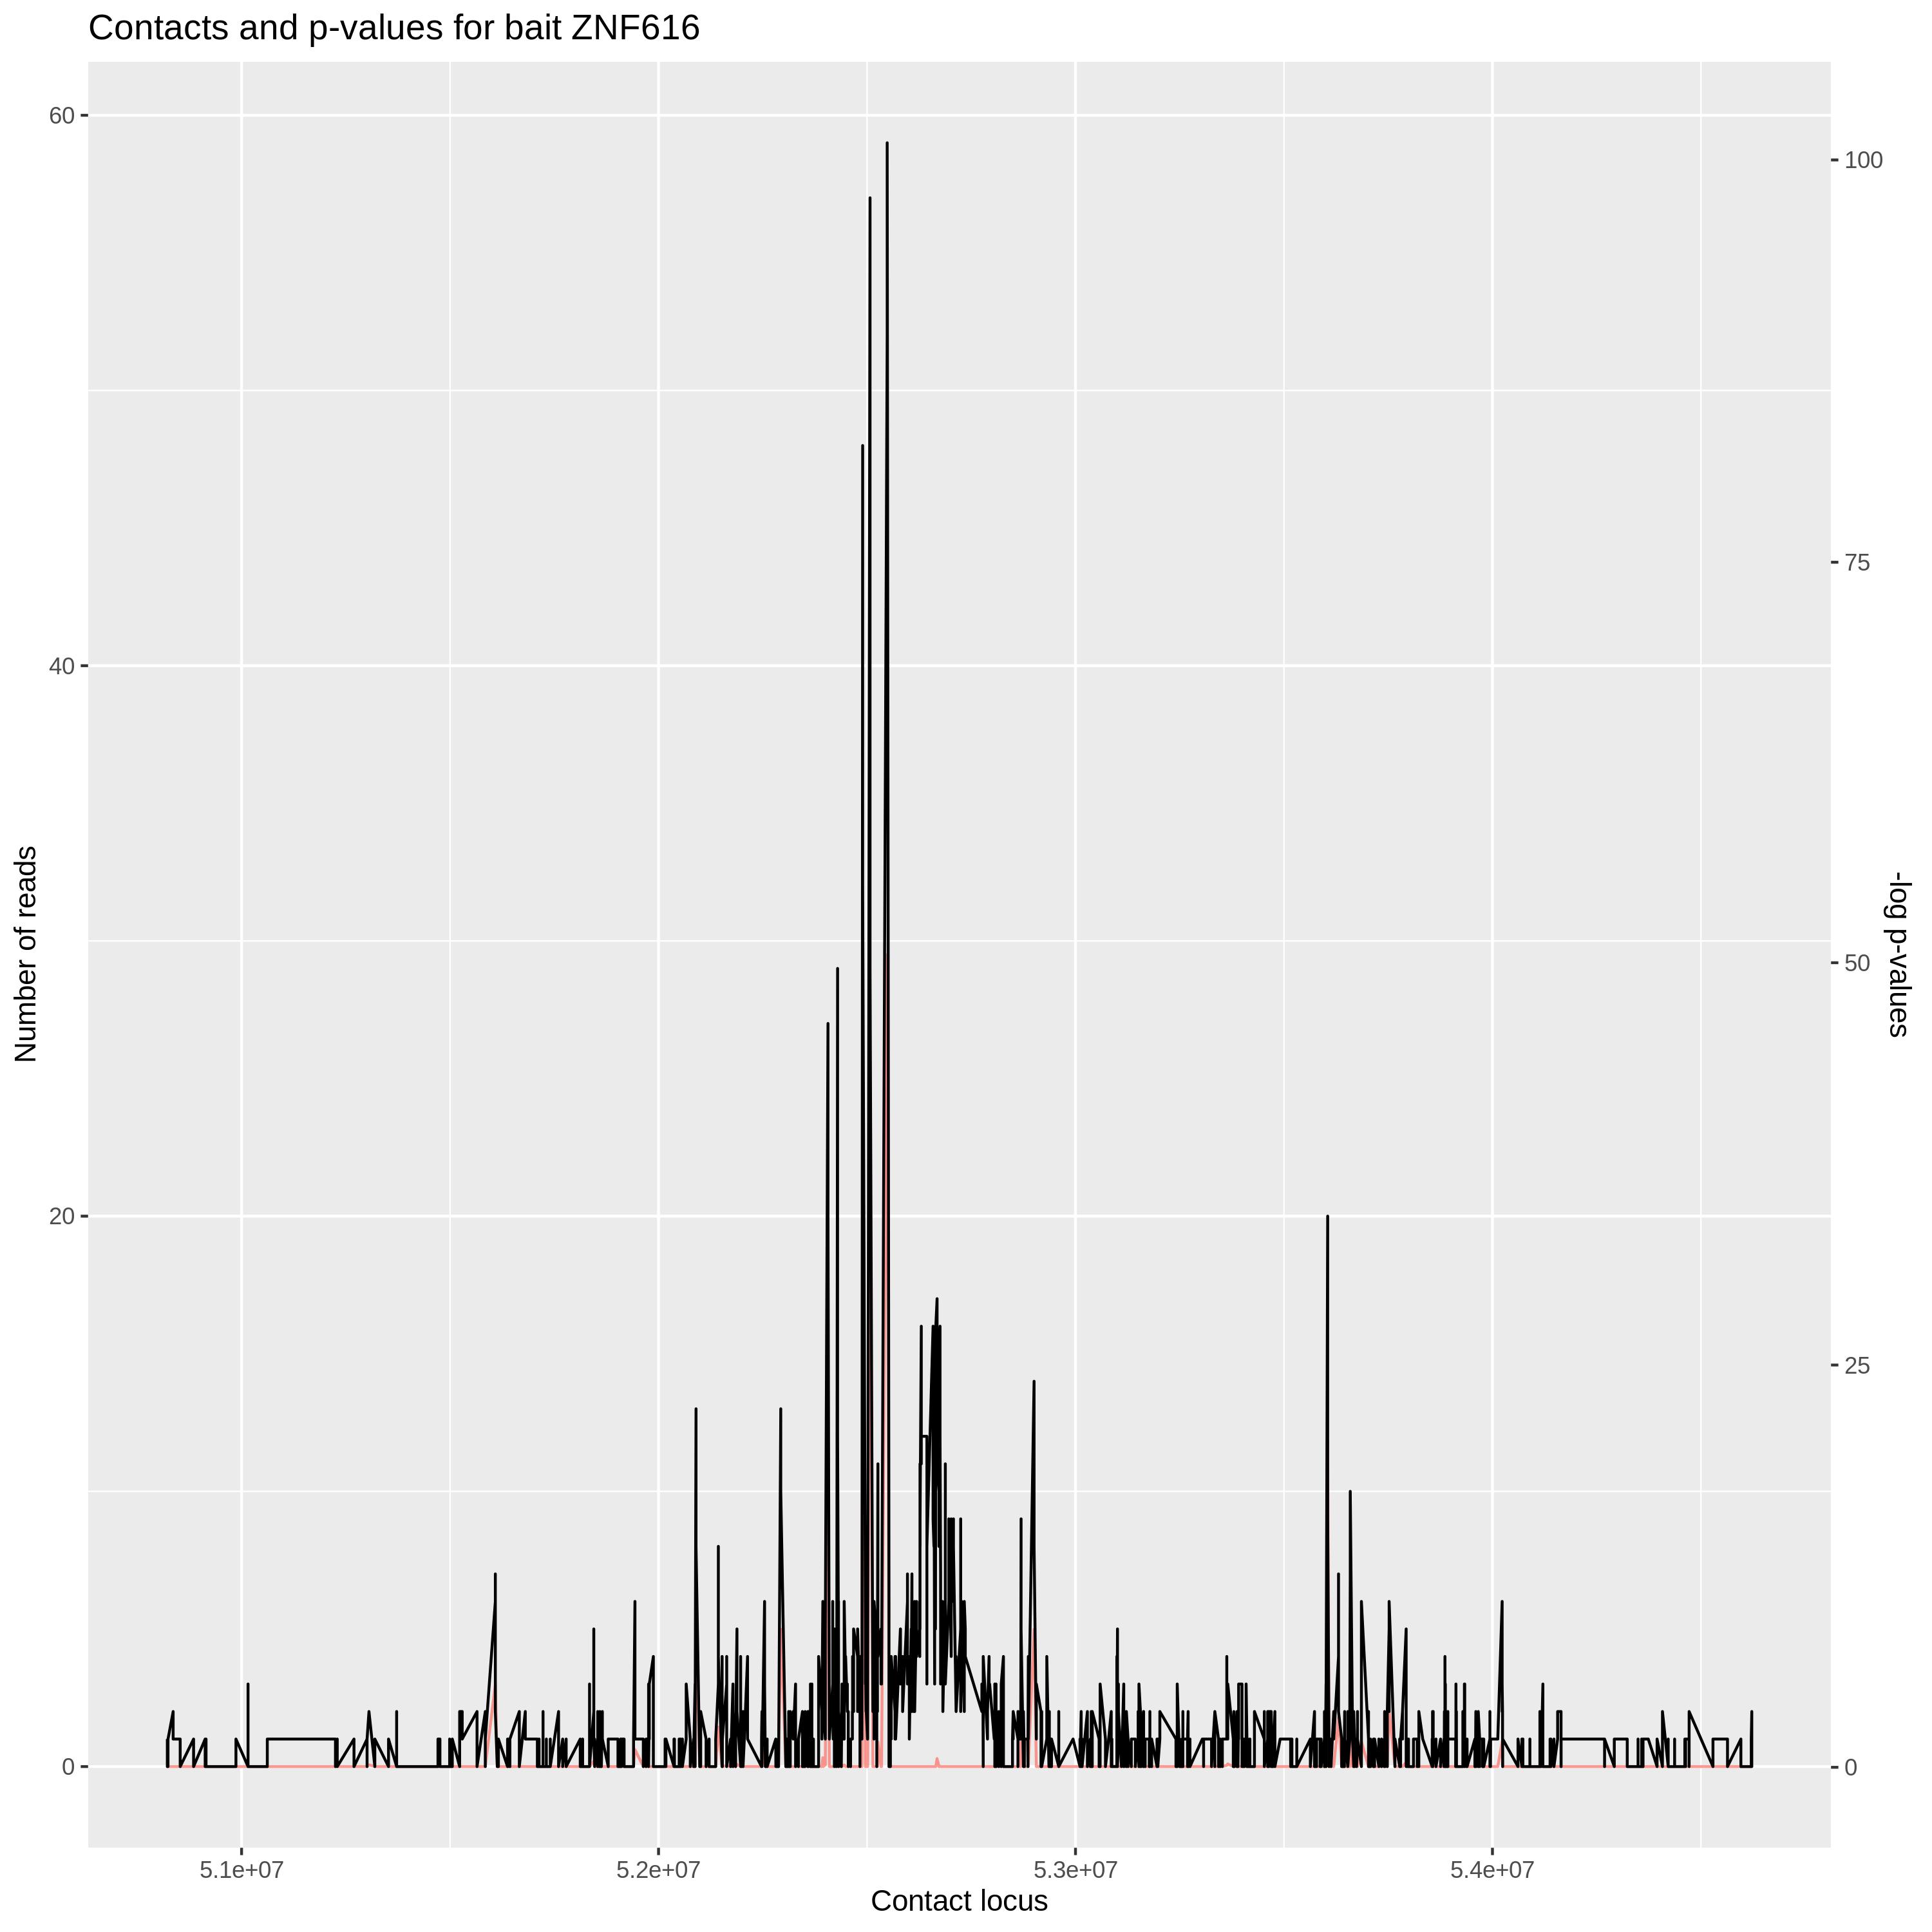 Contacts and p-values for bait ZNF616
60
40
20
0
Number of reads
100
75
50
25
0
-log p-values
5.1e+07
5.2e+07
5.3e+07
5.4e+07
Contact locus